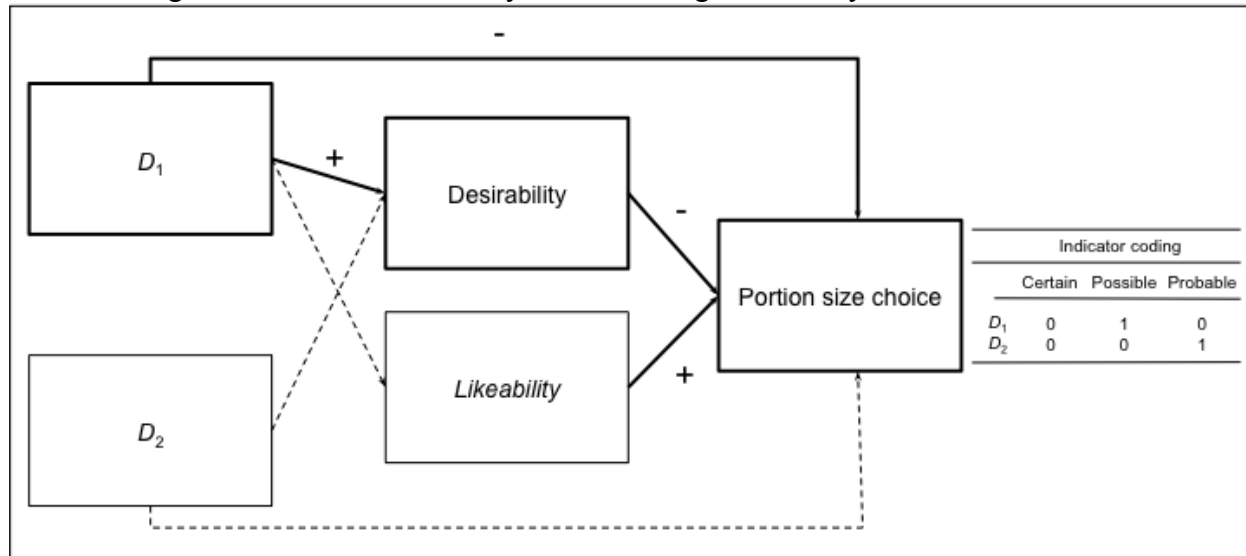 -
D1
+
Desirability
-
Portion size choice
Likeability
+
D2
Indicator coding
Certain Possible Probable
D1 0 1 0
D2 0 0 1